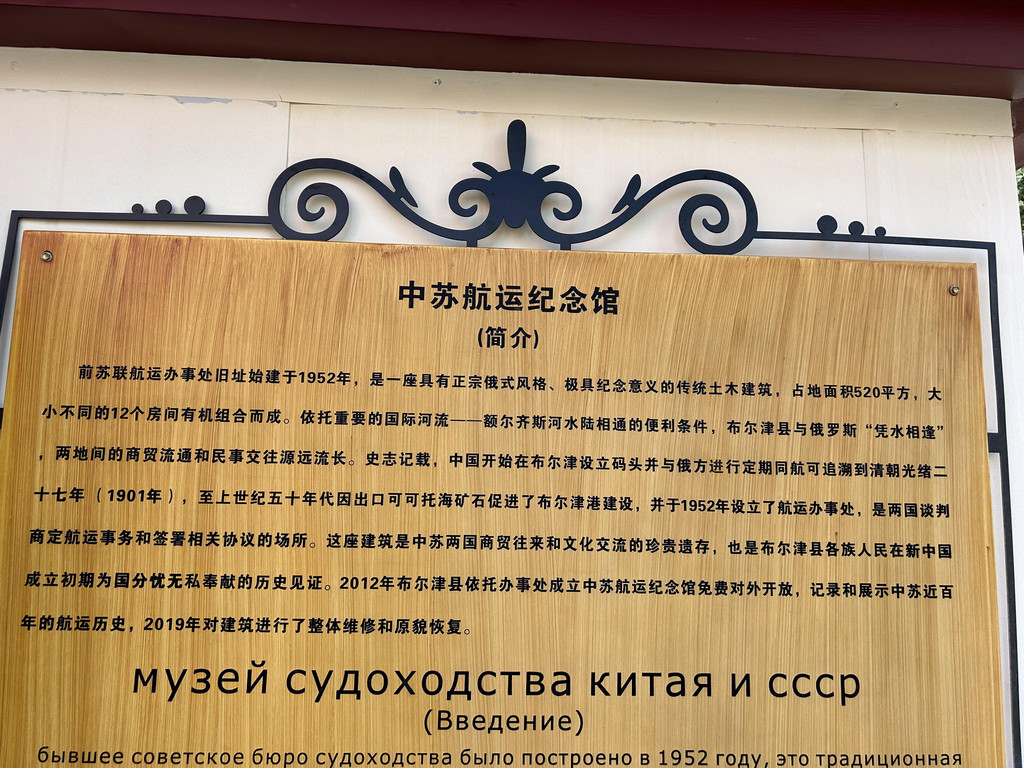 中苏航运纪念馆
(简介)
前苏联航运办事处旧址始建于1952年，是一座具有正宗俄式风格、极具纪念意义的传统土木建筑，占地面积520平方，大
小不同的12个房间有机组合而成。依托重要的国际河流——额尔齐斯河水陆相通的便利条件，布尔津县与俄罗斯“凭水相逢”
，两地间的商贸流通和民事交往源远流长。史志记载，中国开始在布尔津设立码头并与俄方进行定期同航可追溯到清朝光绪二
十七年（1901年），至上世纪五十年代因出口可可托海矿石促进了布尔津港建设，并于1952年设立了航运办事处，是两国谈判
商定航运事务和签署相关协议的场所。这座建筑是中苏两国商贸往来和文化交流的珍贵遗存，也是布尔津县各族人民在新中国
成立初期为国分忧无私奉献的历史见证。2012年布尔津县依托办事处成立中苏航运纪念馆免费对外开放，记录和展示中苏近百
年的航运历史，2019年对建筑进行了整体维修和原貌恢复。
музей судоходства китая и ссср
(Введение)
бывшее советское бюро судоходства было построено в 1952 году, это традиционная